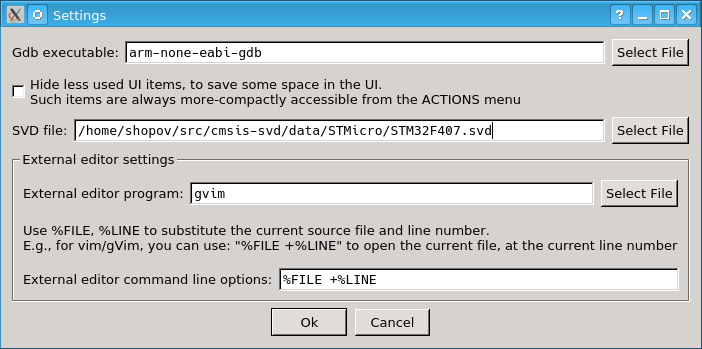 Settings
Gdb executable: arm-none-eabi-gdb Select File
Hide less used UI items, to save some space in the UI.
Such items are always more-compactly accessible from the ACTIONS menu
SVD file: /home/shopov/src/cmsis-svd/data/STMicro/STM32F407.svd Select File
External editor settings
External editor program: gvim Select File
Use %FILE, %LINE to substitute the current source file and line number.
E.g., for vim/gVim, you can use: "%FILE +%LINE" to open the current file, at the current line number
External editor command line options: %FILE +%LINE
Ok Cancel